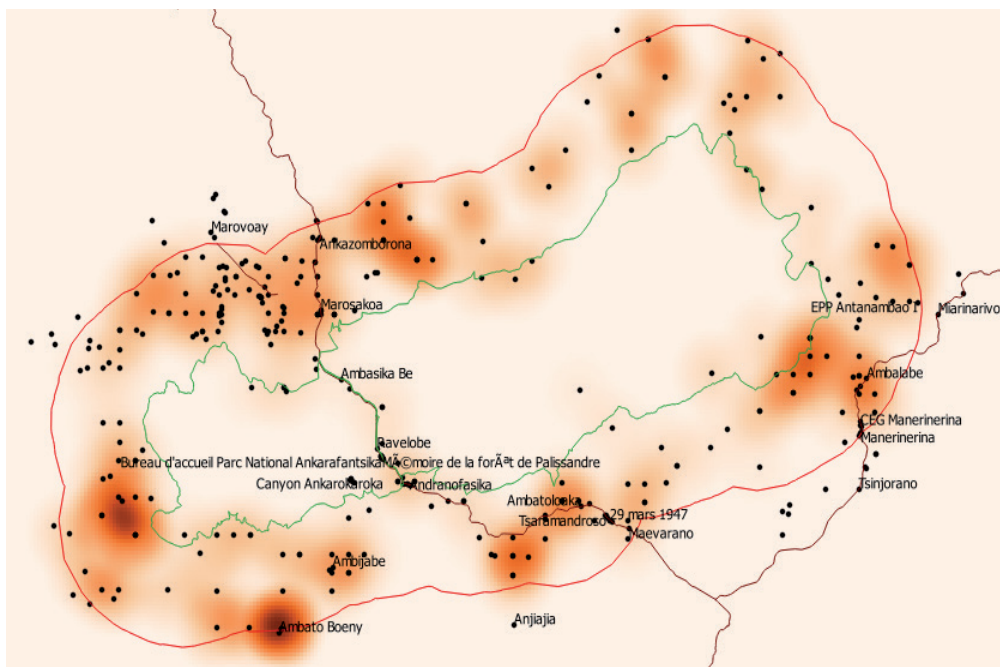 Marovoay
Ankazomborona
Marosakoa
EPP Antanambao I
Miarinarivo
Ambasika Be
Ambalabe
CEG Manerinerina
Manerinerina
Ravelobe
Bureau d'accueil Parc National AnkarafantsikaMÃ©moire de la forÃªt de Palissandre
Canyon Ankarokaroka
Andranofasika
Tsinjorano
Ambatoloaka
Tsaramandroso
29 mars 1947
Maevarano
Ambijabe
Anjiajia
Ambato Boeny